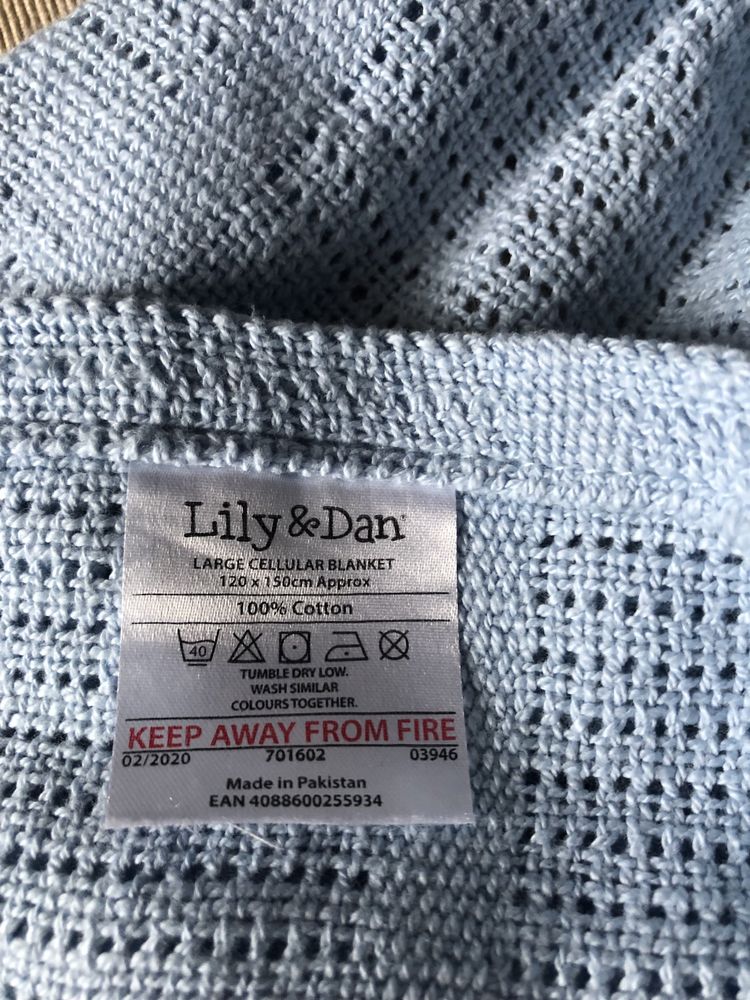 Lily&Dan
LARGE CELLULAR BLANKET
120 x 150cm Approx
100% Cotton
40
TUMBLE DRY LOW.
WASH SIMILAR
COLOURS TOGETHER.
KEEP AWAY FROM FIRE
02/2020 701602 03946
Made in Pakistan
EAN 4088600255934